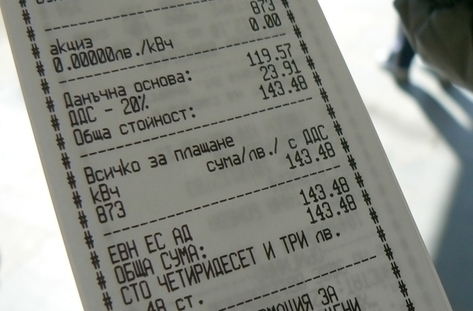 873
акциз 0.00
0.00000лв./кВч
Данъчна основа: 119.57
ДДС - 20% 23.91
Обща стойност: 143.48
Всичко за плащане
кВч сума/лв./ с ДДС
873 143.48
ЕВН ЕС АД 143.48
ОБЩА СУМА: 143.48
СТО ЧЕТИРИДЕСЕТ И ТРИ лв.
48 ст.
ЗА